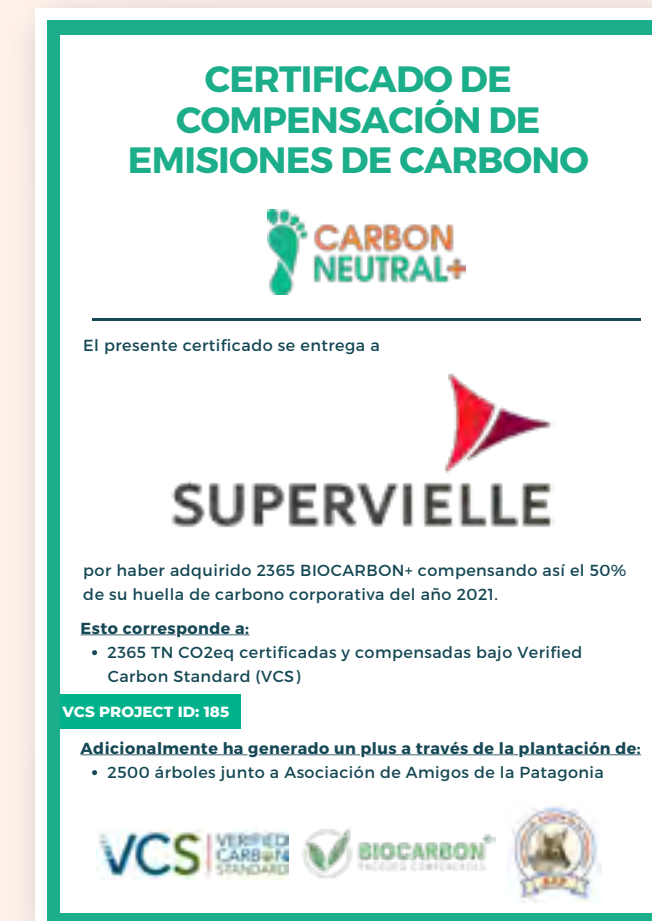 CERTIFICADO DE
COMPENSACIÓN DE
EMISIONES DE CARBONO
CARBON
NEUTRAL+
El presente certificado se entrega a
SUPERVIELLE
por haber adquirido 2365 BIOCARBON+ compensando así el 50%
de su huella de carbono corporativa del año 2021.
Esto corresponde a:
• 2365 TN CO2eq certificadas y compensadas bajo Verified
Carbon Standard (VCS)
VCS PROJECT ID: 185
Adicionalmente ha generado un plus a través de la plantación de:
• 2500 árboles junto a Asociación de Amigos de la Patagonia
VCS VERIFIED
CARBON
STANDARD
BIOCARBON+